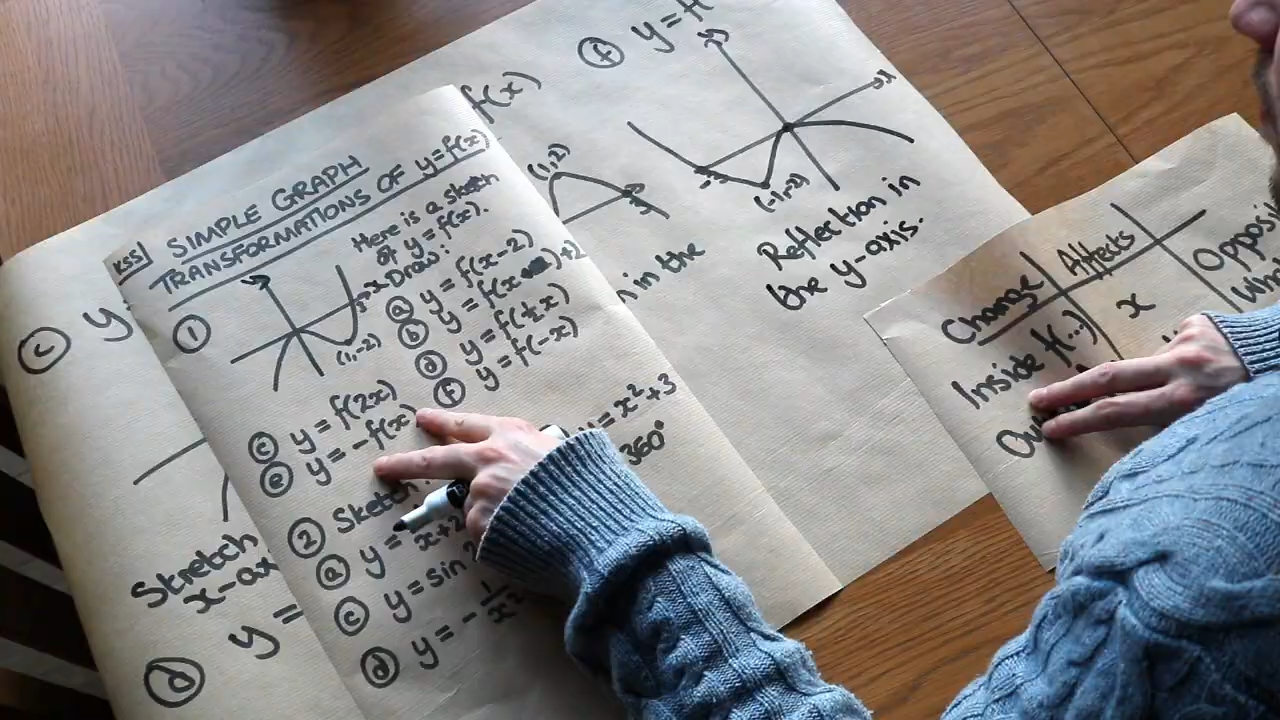 KS5
SIMPLE GRAPH
TRANSFORMATIONS OF y=f(x)
① Here is a sketch
of y=f(x).
Draw:
x
y
(1,-2)
ⓐ y = f(x-2)
ⓑ y = f(x)+2
ⓒ y = f(2x)
ⓓ y = f(½x)
ⓔ y = -f(x)
ⓕ y = f(-x)
② Sketch
ⓐ y =
x+2
y = x²+3
ⓒ y = sin
360°
ⓓ y = -1/x²
ⓒ y
Stretch
x-ax
y =
ⓓ
f(x)
(1,2)
x
in the
ⓕ y = f
y
x
(-1,-2)
Reflection in
the y-axis.
Change
Affects
Inside f(...)
x